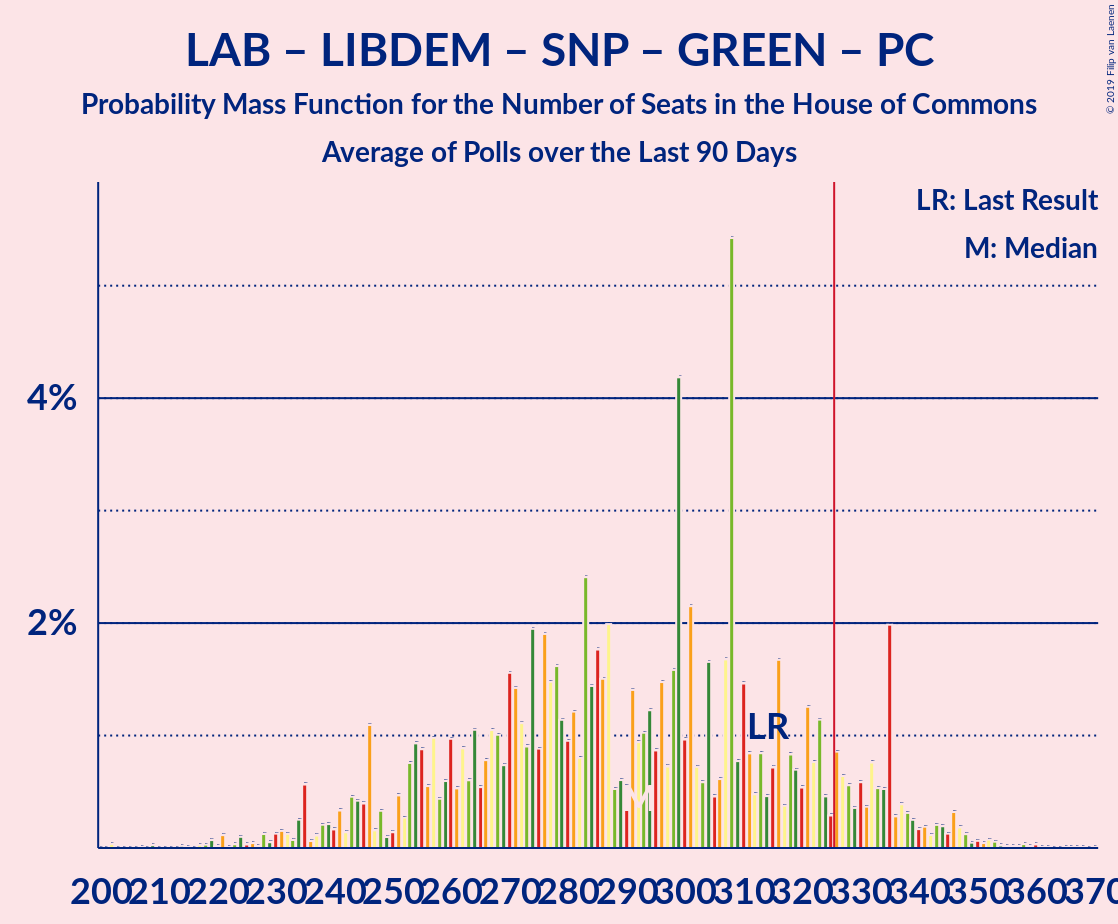 LAB – LIBDEM – SNP – GREEN – PC
Probability Mass Function for the Number of Seats in the House of Commons
Average of Polls over the Last 90 Days
© 2019 Filip van Laenen
LR: Last Result
M: Median
4%
2%
LR
M
200 210 220 230 240 250 260 270 280 290 300 310 320 330 340 350 360 370